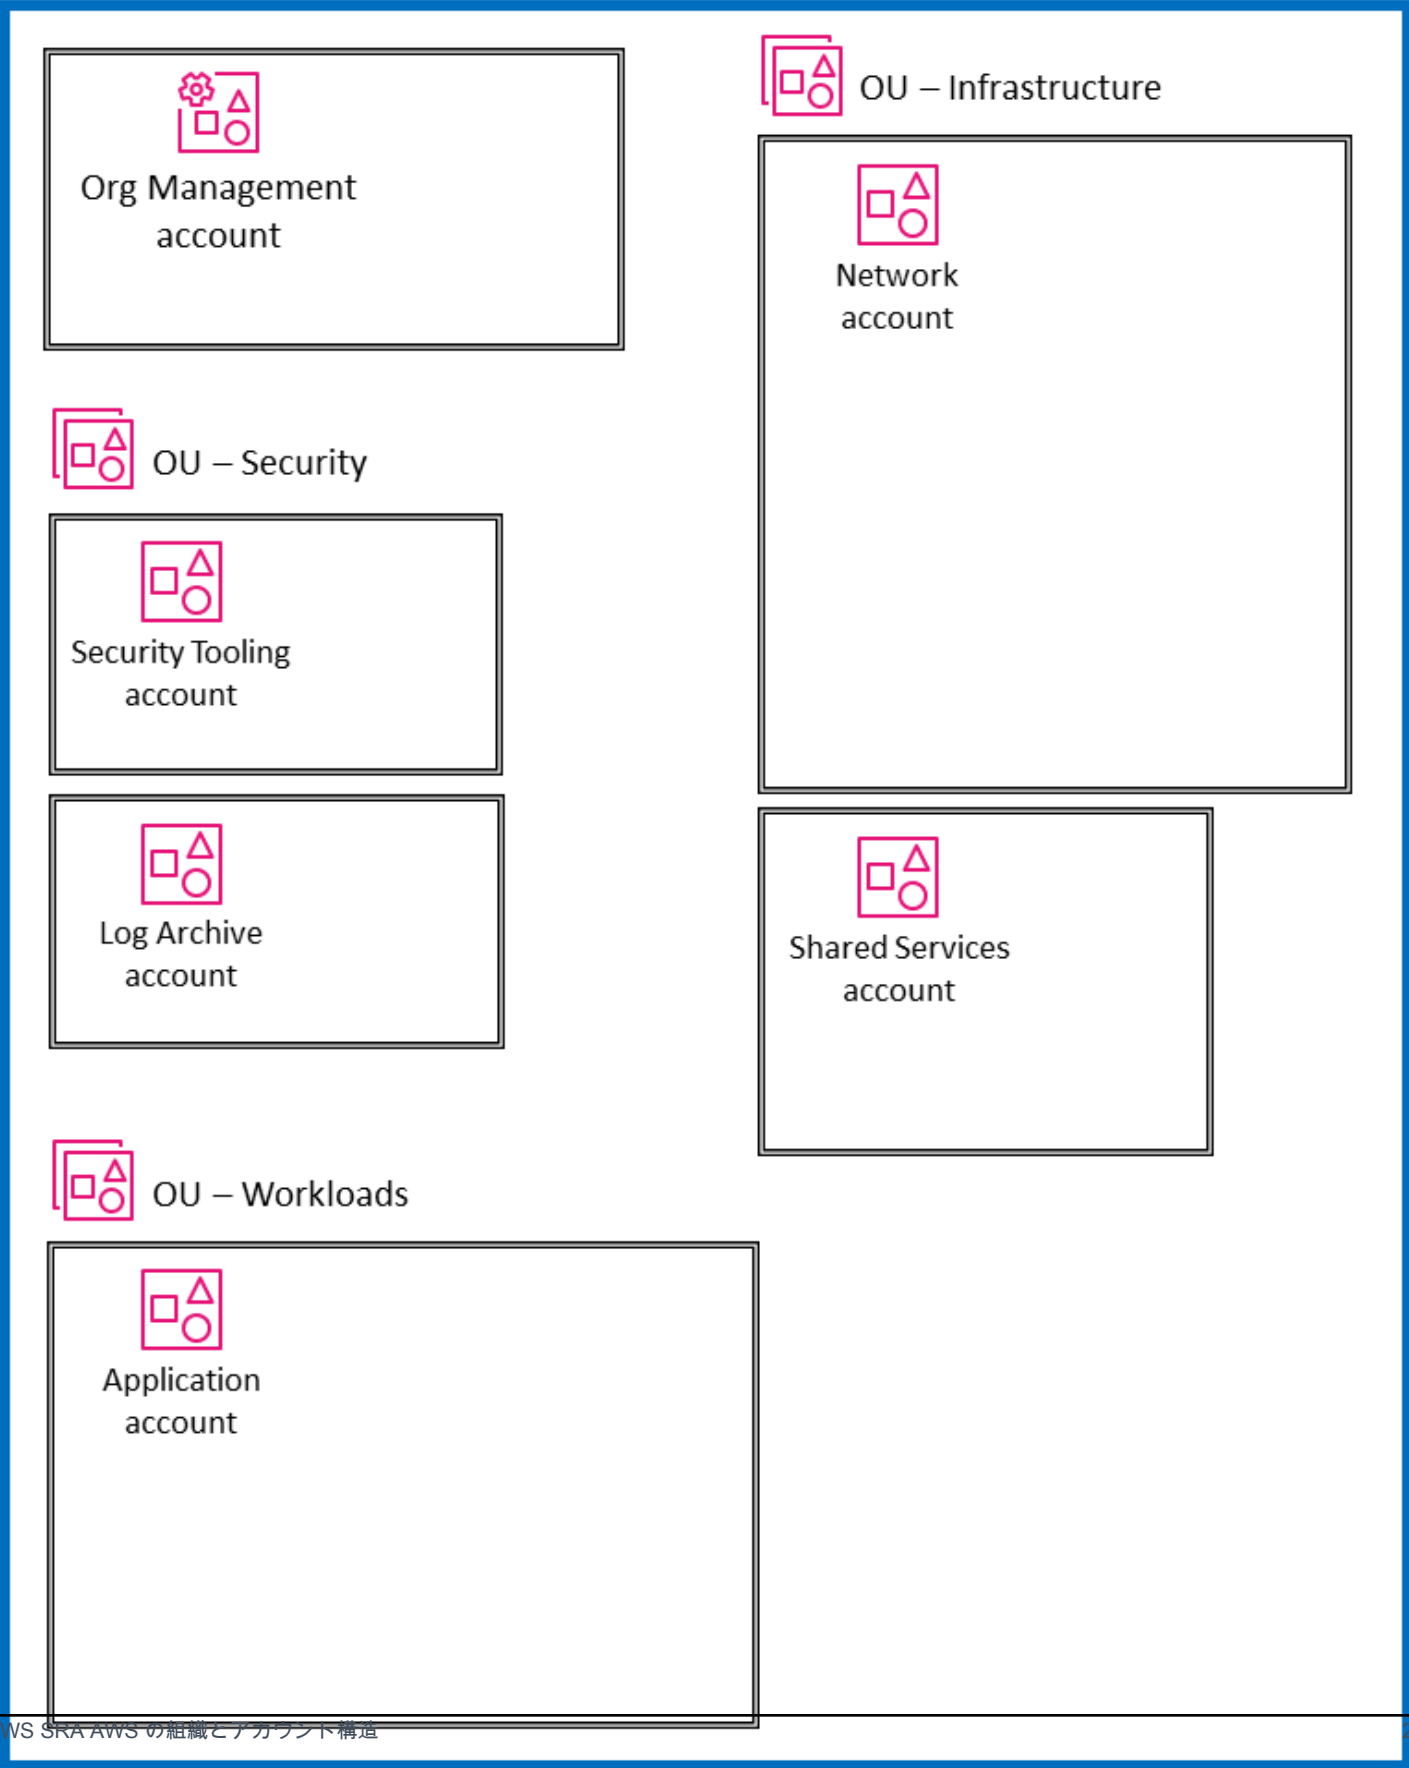 Org Management
account
OU – Security
Security Tooling
account
Log Archive
account
OU – Workloads
Application
account
OU – Infrastructure
Network
account
Shared Services
account
WS SRA AWS の組織とアカウント構造